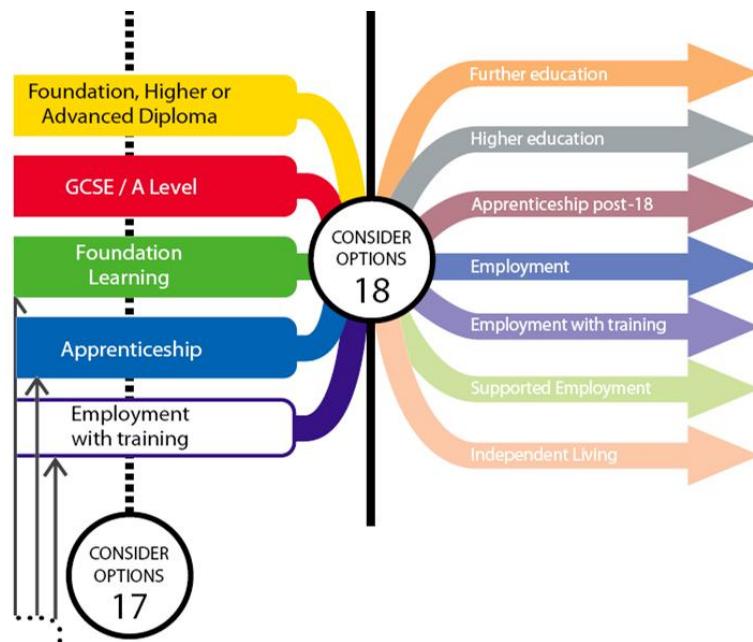 Foundation, Higher or
Advanced Diploma
GCSE / A Level
Foundation
Learning
Apprenticeship
Employment
with training
CONSIDER
OPTIONS
17
CONSIDER
OPTIONS
18
Further education
Higher education
Apprenticeship post-18
Employment
Employment with training
Supported Employment
Independent Living